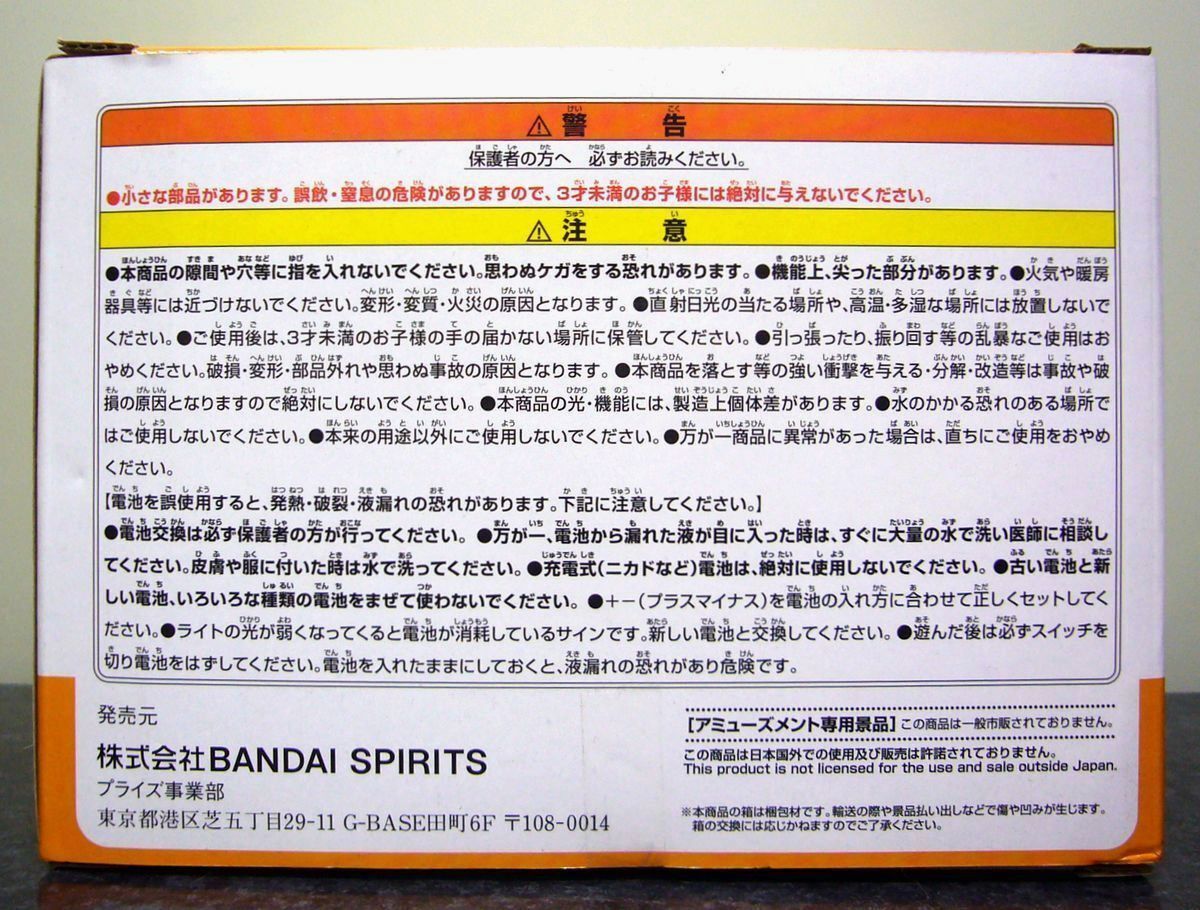 ⚠警告
保護者の方へ 必ずお読みください。
●小さな部品があります。誤飲・窒息の危険がありますので、3才未満のお子様には絶対に与えないでください。
⚠注意
●本商品の隙間や穴等に指を入れないでください。思わぬケガをする恐れがあります。●機能上、尖った部分があります。●火気や暖房
器具等には近づけないでください。変形・変質・火災の原因となります。●直射日光の当たる場所や、高温・多湿な場所には放置しないで
ください。●ご使用後は、3才未満のお子様の手の届かない場所に保管してください。●引っ張ったり、振り回す等の乱暴なご使用はお
やめください。破損・変形・部品外れや思わぬ事故の原因となります。●本商品を落とす等の強い衝撃を与える・分解・改造等は事故や破
損の原因となりますので絶対にしないでください。●本商品の光・機能には、製造上個体差があります。●水のかかる恐れのある場所で
はご使用しないでください。●本来の用途以外にご使用しないでください。●万が一商品に異常があった場合は、直ちにご使用をおやめ
ください。
【電池を誤使用すると、発熱・破裂・液漏れの恐れがあります。下記に注意してください。】
●電池交換は必ず保護者の方が行ってください。●万が一、電池から漏れた液が目に入った時は、すぐに大量の水で洗い医師に相談し
てください。皮膚や服に付いた時は水で洗ってください。●充電式(ニカドなど)電池は、絶対に使用しないでください。●古い電池と新
しい電池、いろいろな種類の電池をまぜて使わないでください。●+-(プラスマイナス)を電池の入れ方に合わせて正しくセットしてく
ださい。●ライトの光が弱くなってくると電池が消耗しているサインです。新しい電池と交換してください。●遊んだ後は必ずスイッチを
切り電池をはずしてください。電池を入れたままにしておくと、液漏れの恐れがあり危険です。
発売元
株式会社BANDAI SPIRITS
プライズ事業部
東京都港区芝五丁目29-11 G-BASE田町6F 〒108-0014
[アミューズメント専用景品]この商品は一般市販されておりません。
この商品は日本国外での使用及び販売は許諾されておりません。
This product is not licensed for the use and sale outside Japan.
※本商品の箱は梱包材です。輸送の際や景品払い出しなどで傷や凹みが生じます。
箱の交換には応じかねますのでご了承ください。